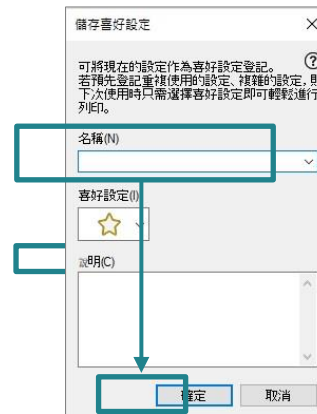 儲存喜好設定
可將現在的設定作為喜好設定登記。
若預先登記重複使用的設定、複雜的設定，
下次使用時只需選擇喜好設定即可輕鬆進行
列印。
名稱(N)
喜好設定(I)
說明(C)
確定 取消